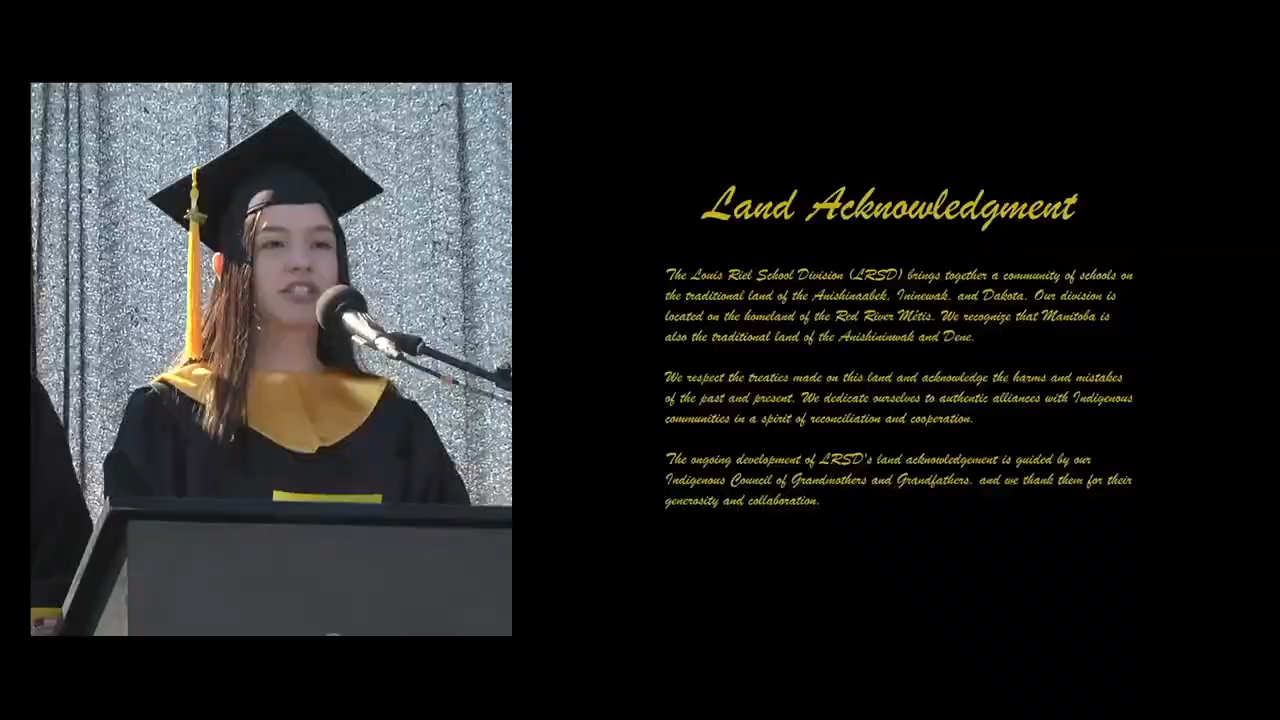 Land Acknowledgment
The Louis Riel School Division (LRSD) brings together a community of schools on
the traditional land of the Anishinaabek, Ininewak, and Dakota. Our division is
located on the homeland of the Red River Métis. We recognize that Manitoba is
also the traditional land of the Anishininwak and Dene.
We respect the treaties made on this land and acknowledge the harms and mistakes
of the past and present. We dedicate ourselves to authentic alliances with Indigenous
communities in a spirit of reconciliation and cooperation.
The ongoing development of LRSD's land acknowledgement is guided by our
Indigenous Council of Grandmothers and Grandfathers, and we thank them for their
generosity and collaboration.